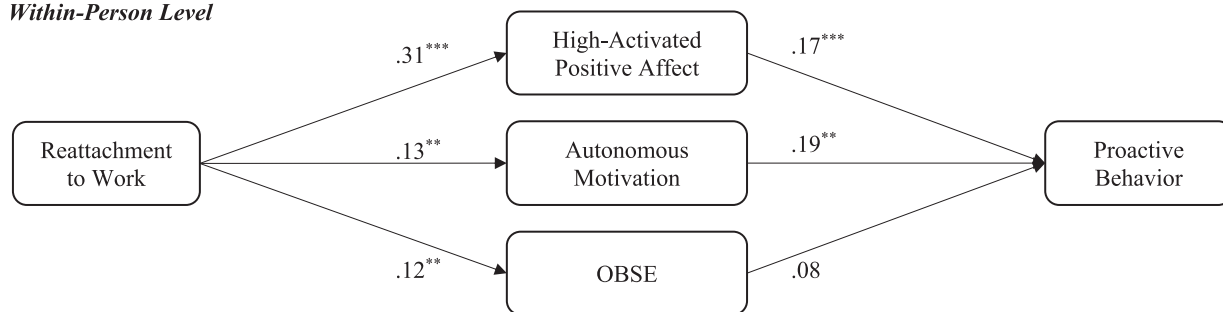 Within-Person Level
High-Activated
Positive Affect
.31***
.17***
Reattachment
to Work
.13**
Autonomous
Motivation
.19**
Proactive
Behavior
.12**
OBSE
.08